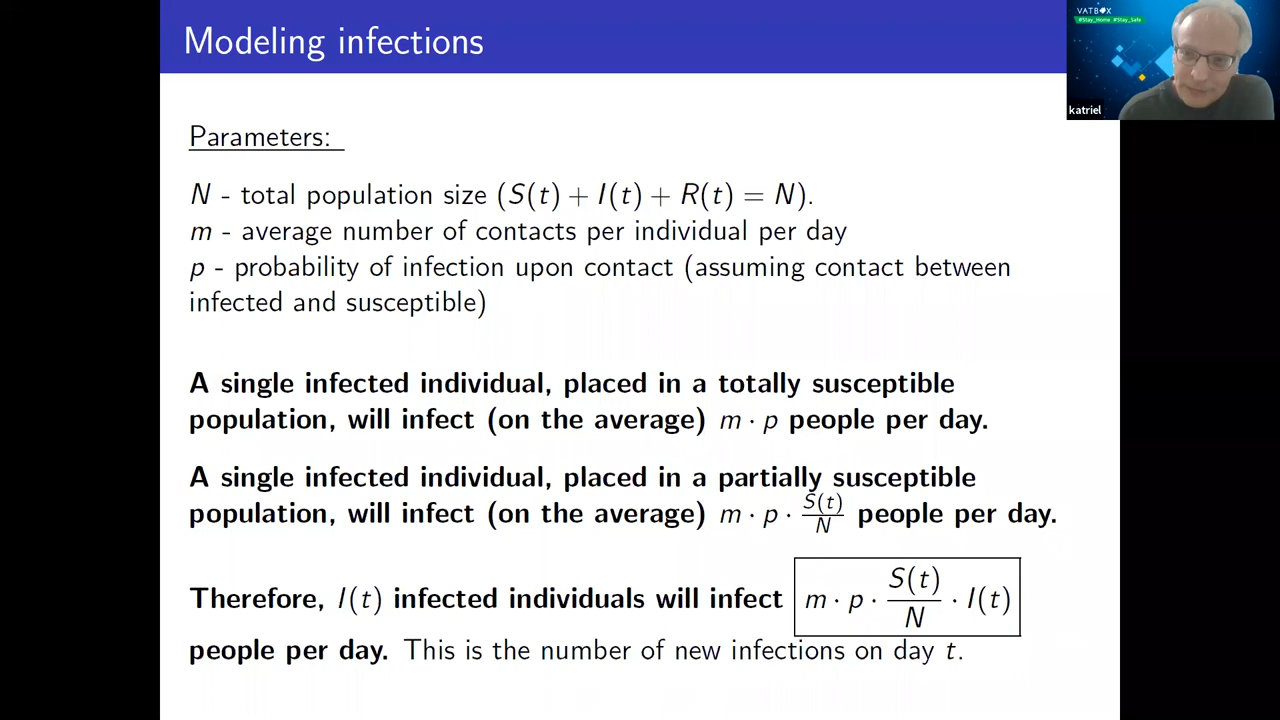 Modeling infections
VATBOX
#Stay_Home #Stay_Safe
katriel
Parameters:
N - total population size (S(t) + I(t) + R(t) = N).
m - average number of contacts per individual per day
p - probability of infection upon contact (assuming contact between
infected and susceptible)
A single infected individual, placed in a totally susceptible
population, will infect (on the average) m · p people per day.
A single infected individual, placed in a partially susceptible
population, will infect (on the average) m · p · S(t)/N people per day.
Therefore, I(t) infected individuals will infect m · p · S(t)/N · I(t)
people per day. This is the number of new infections on day t.